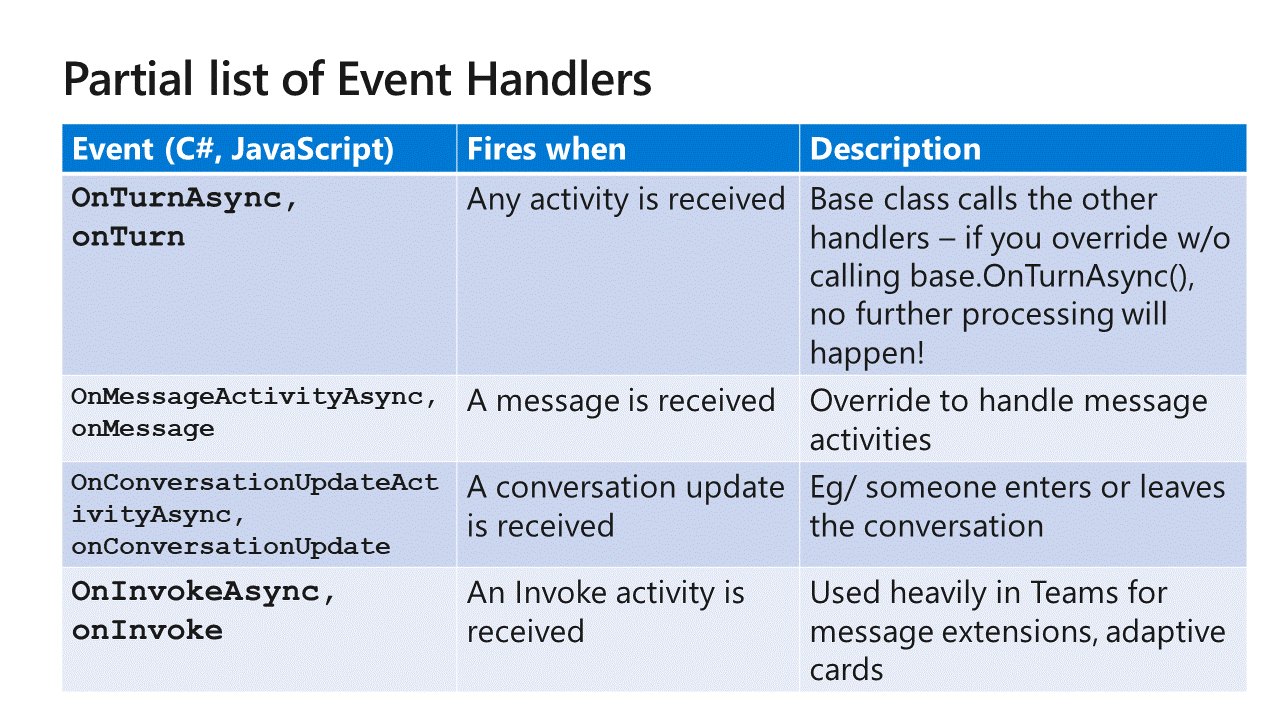 Partial list of Event Handlers
Event (C#, JavaScript)
Fires when
Description
OnTurnAsync,
onTurn
Any activity is received
Base class calls the other
handlers – if you override w/o
calling base.OnTurnAsync(),
no further processing will
happen!
OnMessageActivityAsync,
onMessage
A message is received
Override to handle message
activities
OnConversationUpdateAct
ivityAsync,
onConversationUpdate
A conversation update
is received
Eg/ someone enters or leaves
the conversation
OnInvokeAsync,
onInvoke
An Invoke activity is
received
Used heavily in Teams for
message extensions, adaptive
cards